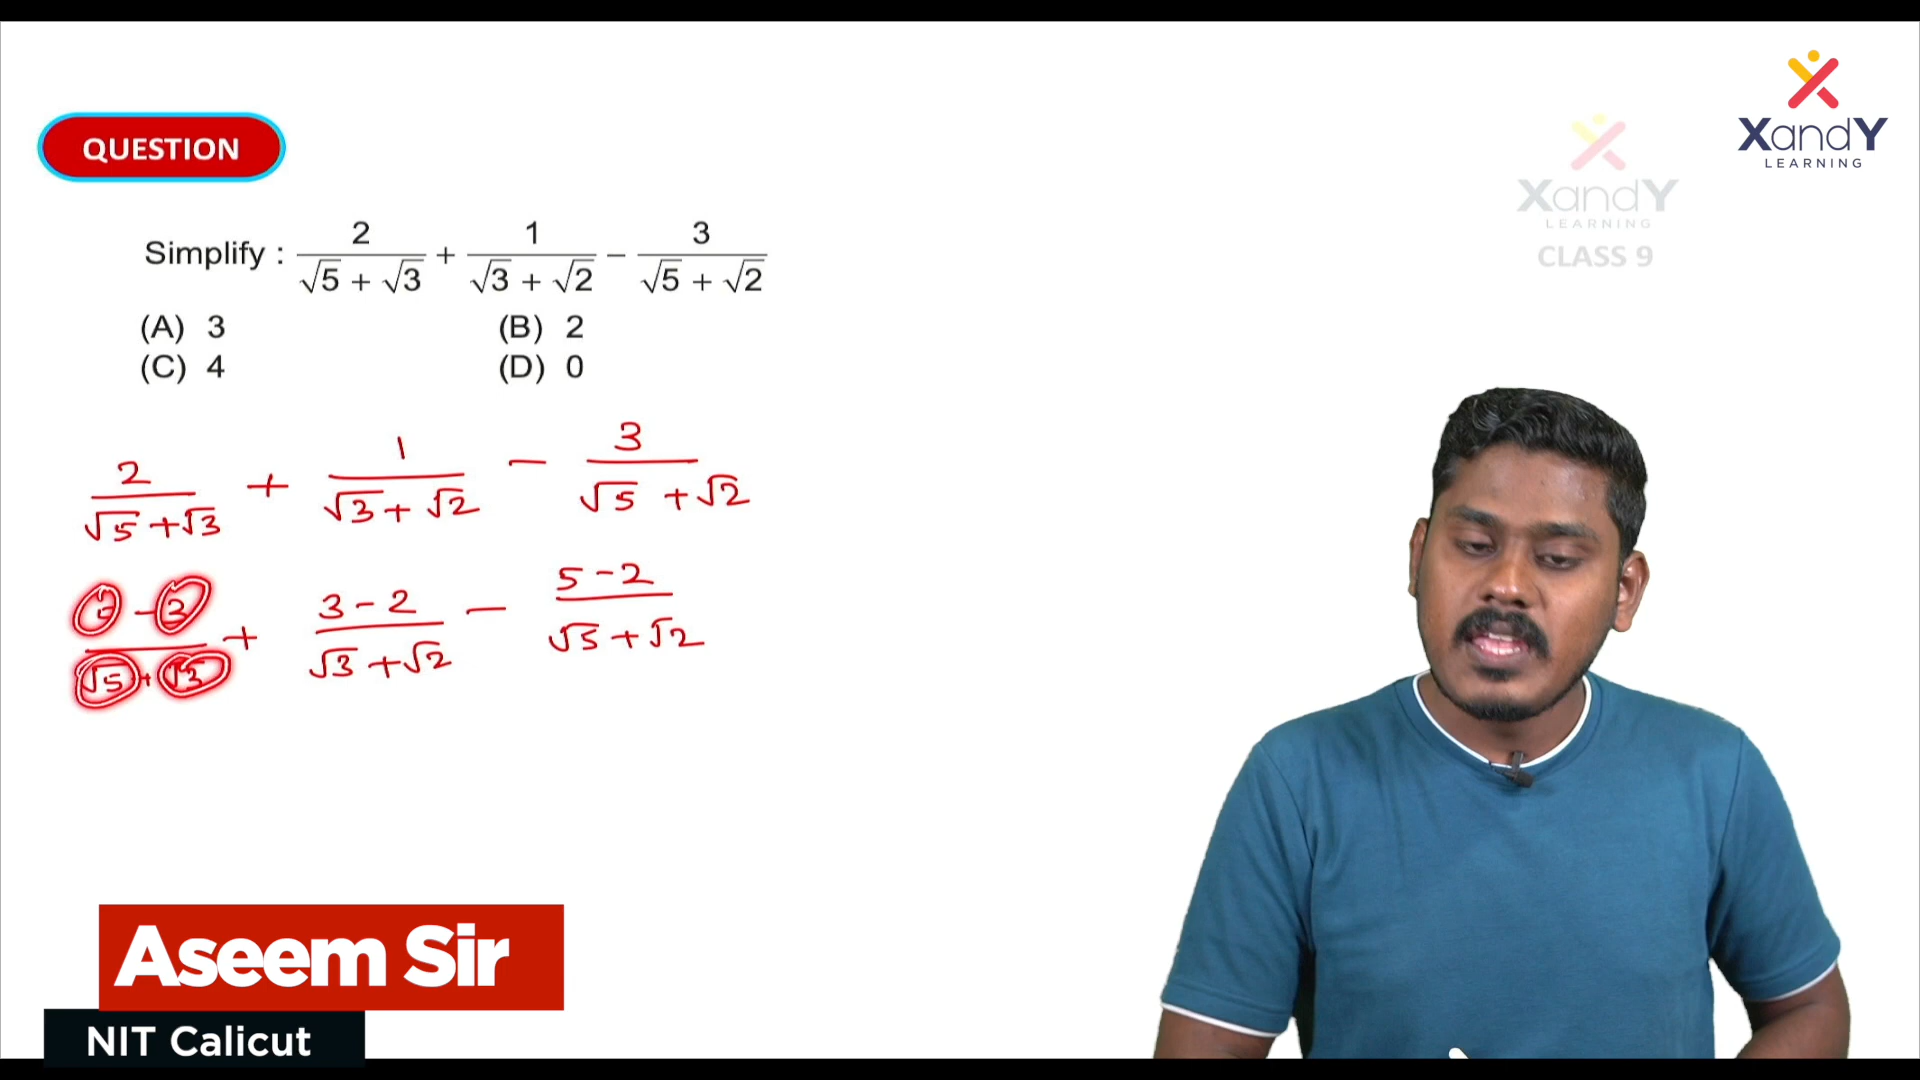 XandY
LEARNING
XandY
LEARNING
CLASS 9
QUESTION
Simplify : 2/(√5 + √3) + 1/(√3 + √2) − 3/(√5 + √2)
(A) 3 (B) 2
(C) 4 (D) 0
2/(√5 + √3) + 1/(√3 + √2) − 3/(√5 + √2)
− 3/(√5 + √3) + 3 − 2/(√3 + √2) − 5 − 2/(√5 + √2)
Aseem Sir
NIT Calicut